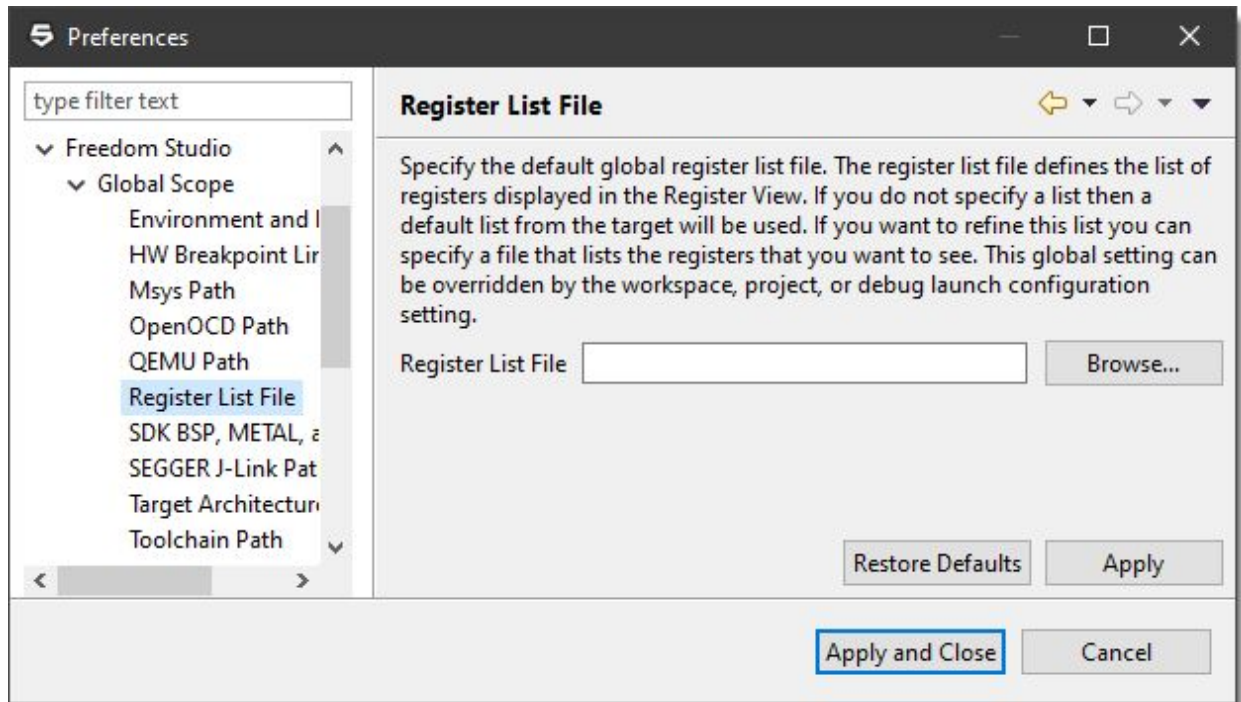 Preferences
type filter text
Freedom Studio
Global Scope
Environment and
HW Breakpoint
Msys Path
OpenOCD Path
QEMU Path
Register List File
SDK BSP, METAL,
SEGGER J-Link
Target
Toolchain Path
Register List File
Specify the default global register list file. The register list file defines the list of
registers displayed in the Register View. If you do not specify a list then a
default list from the target will be used. If you want to refine this list you can
specify a file that lists the registers that you want to see. This global setting can
be overridden by the workspace, project, or debug launch configuration
setting.
Register List File
Browse...
Restore Defaults
Apply
Apply and Close
Cancel